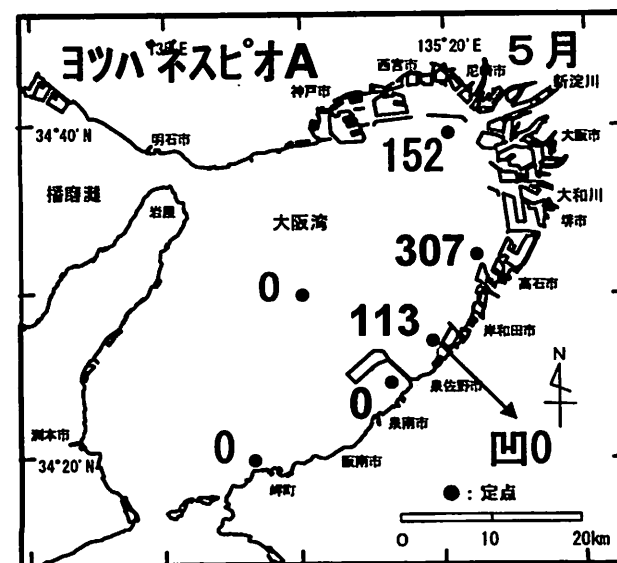 ヨツバネスピオA
135°20′E
5月
西宮市
尼崎市
新淀川
神戸市
34°40′N
明石市
152
大阪市
播磨灘
岩屋
大阪湾
大和川
堺市
307
0
高石市
113
岸和田市
N
0
泉佐野市
泉南市
洲本市
34°20′N
0
阪南市
凹0
岬町
●：定点
0 10 20km